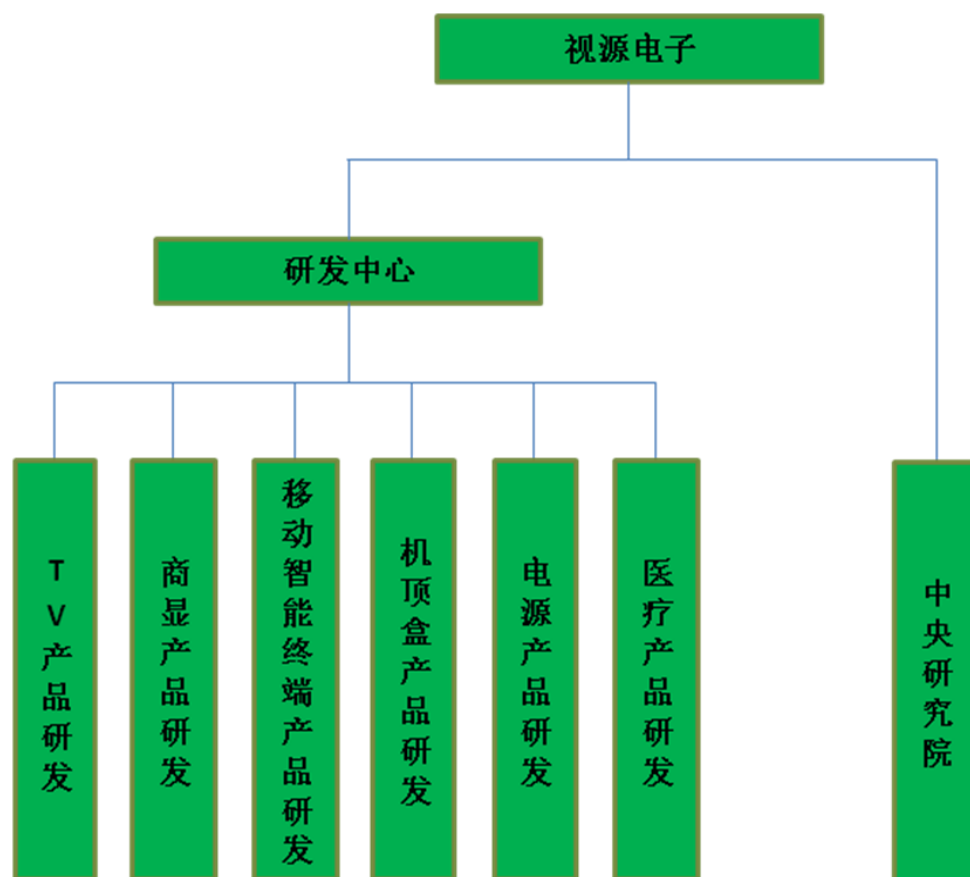 视源电子
研发中心
TV产品研发
商显产品研发
移动智能终端产品研发
机顶盒产品研发
电源产品研发
医疗产品研发
中央研究院